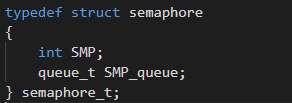 typedef struct semaphore
{
    int SMP;
    queue_t SMP_queue;
} semaphore_t;